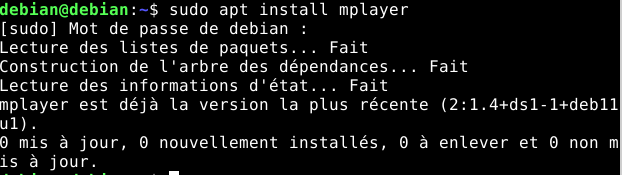 debian@debian:~$ sudo apt install mplayer
[sudo] Mot de passe de debian :
Lecture des listes de paquets... Fait
Construction de l'arbre des dépendances... Fait
Lecture des informations d'état... Fait
mplayer est déjà la version la plus récente (2:1.4+ds1-1+deb11
u1).
0 mis à jour, 0 nouvellement installés, 0 à enlever et 0 non m
is à jour.